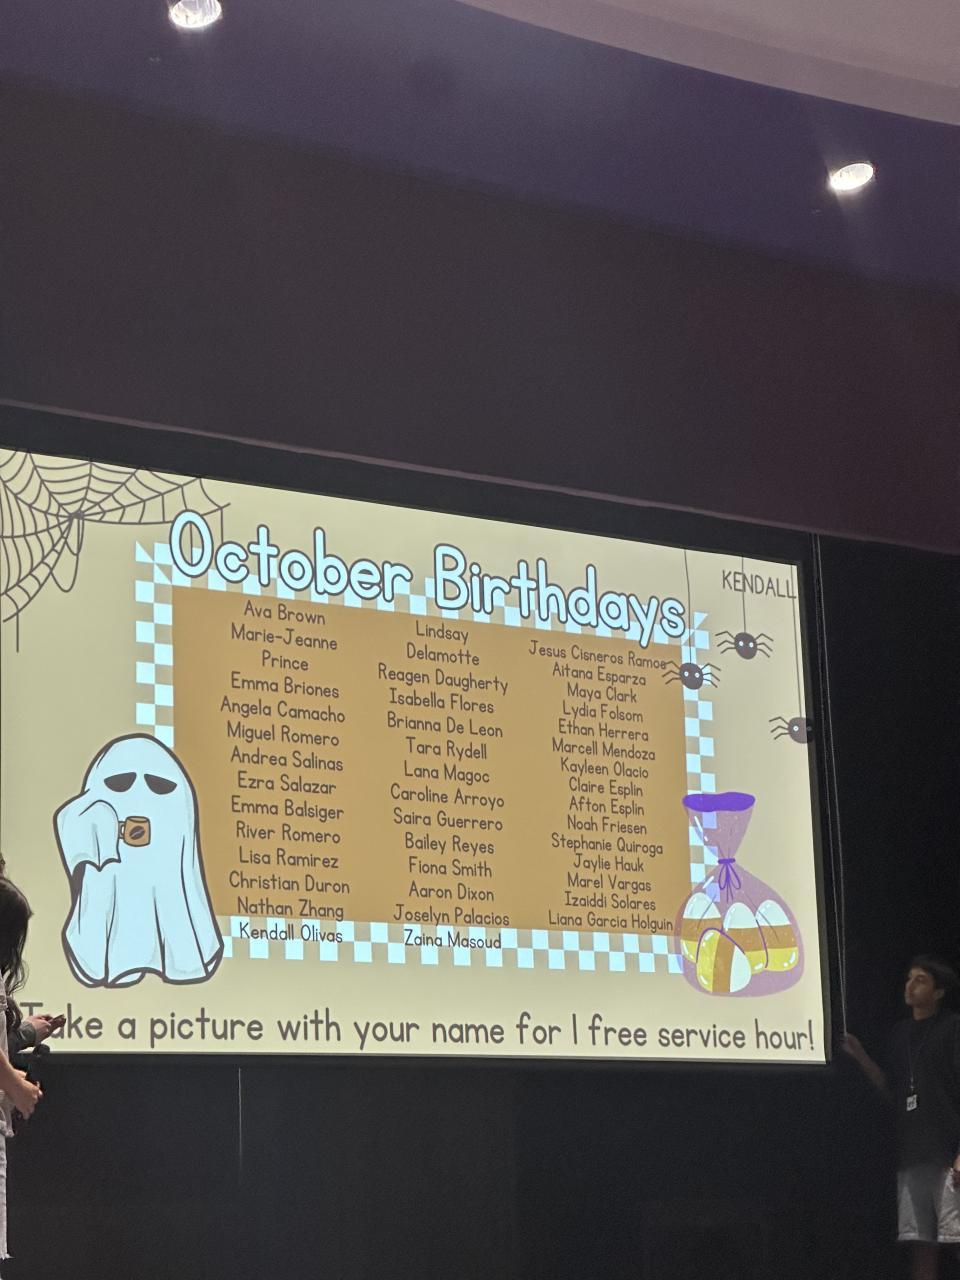 October Birthdays
KENDALL
Ava Brown
Marie-Jeanne
Prince
Emma Briones
Angela Camacho
Miguel Romero
Andrea Salinas
Ezra Salazar
Emma Balsiger
River Romero
Lisa Ramirez
Christian Duron
Nathan Zhang
Kendall Olivas
Lindsay
Delamotte
Reagen Daugherty
Isabella Flores
Brianna De Leon
Tara Rydell
Lana Magoc
Caroline Arroyo
Saira Guerrero
Bailey Reyes
Fiona Smith
Aaron Dixon
Joselyn Palacios
Zaina Masoud
Jesus Cisneros
Aitana Esparza
Maya Clark
Lydia Folsom
Ethan Herrera
Marcell Mendoza
Kayleen Olacio
Claire Esplin
Afton Esplin
Noah Friesen
Stephanie Quiroga
Jaylie Hauk
Marel Vargas
Izaiddi Solares
Liana Garcia Holguin
Take a picture with your name for 1 free service hour!